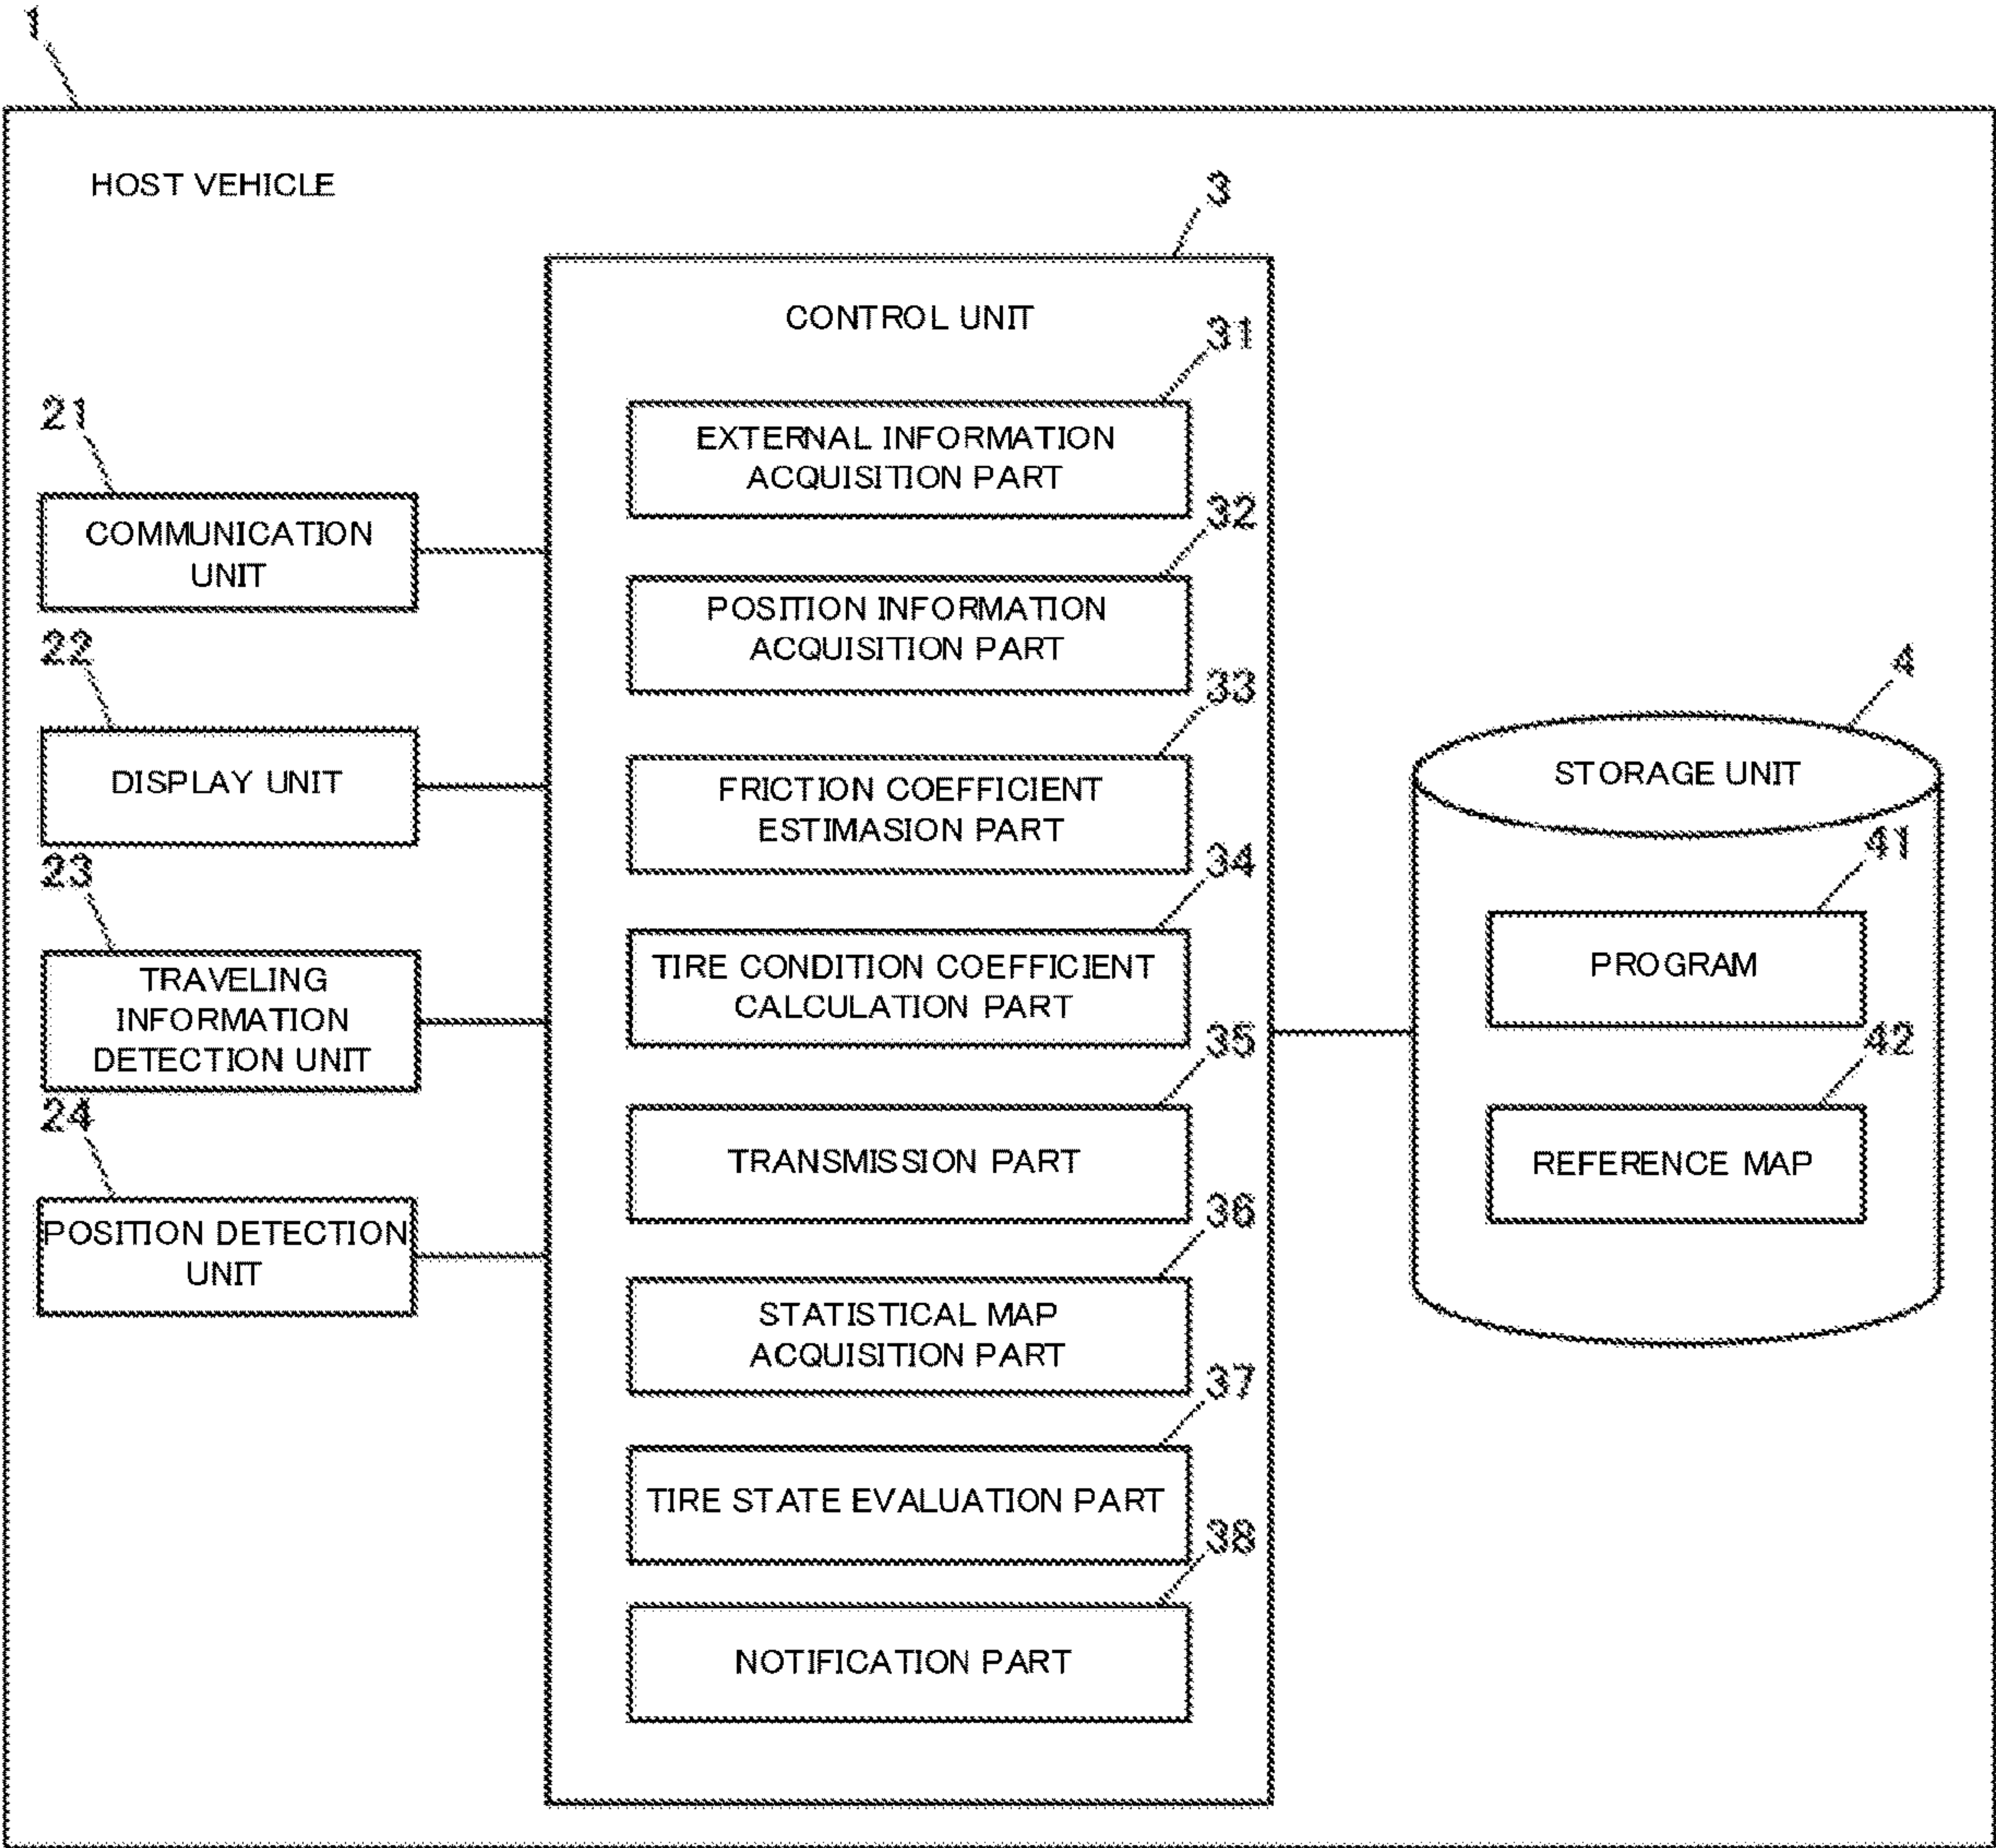 1
HOST VEHICLE
3
CONTROL UNIT
31
EXTERNAL INFORMATION
ACQUISITION PART
32
POSITION INFORMATION
ACQUISITION PART
33
FRICTION COEFFICIENT
ESTIMASION PART
34
TIRE CONDITION COEFFICIENT
CALCULATION PART
35
TRANSMISSION PART
36
STATISTICAL MAP
ACQUISITION PART
37
TIRE STATE EVALUATION PART
38
NOTIFICATION PART
21
COMMUNICATION
UNIT
22
DISPLAY UNIT
23
TRAVELING
INFORMATION
DETECTION UNIT
24
POSITION DETECTION
UNIT
4
STORAGE UNIT
41
PROGRAM
42
REFERENCE MAP